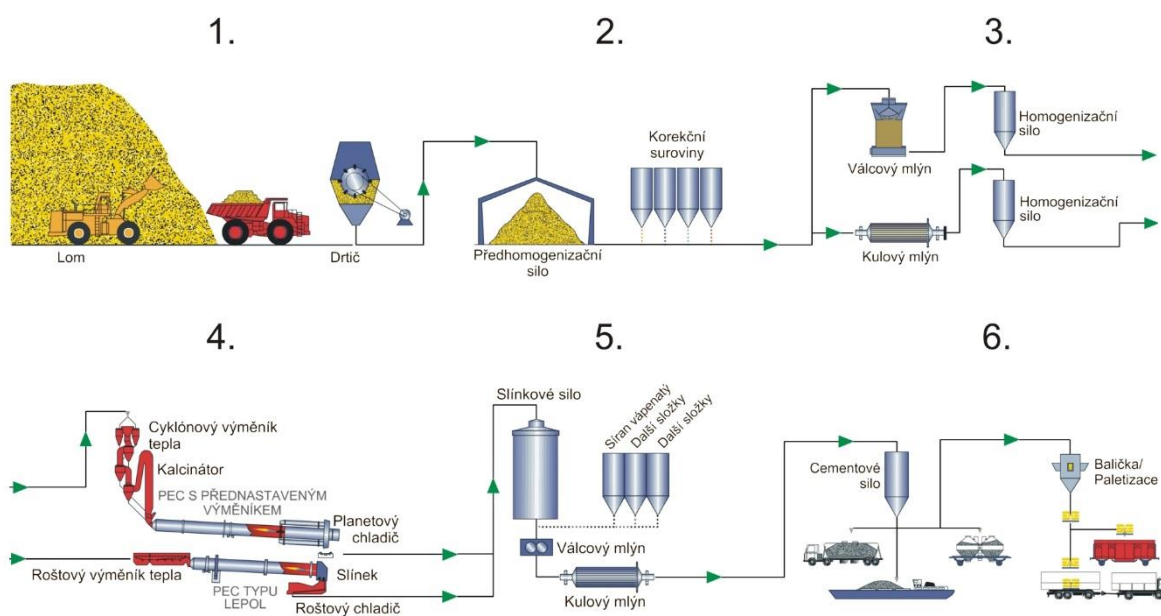 1.
2.
3.
Lom
Drtič
Předhomogenizační
silo
Korekční
suroviny
Válcový mlýn
Homogenizační
silo
Kulový mlýn
Homogenizační
silo
4.
5.
6.
Cyklónový výměník
tepla
Kalcinátor
PEC S PŘEDNASTAVENÝM
VÝMĚNÍKEM
Planetový
chladič
Roštový výměník tepla
PEC TYPU
LEPOL
Slínek
Roštový chladič
Slínkové silo
Síran vápenatý
Další složky
Další složky
Válcový mlýn
Kulový mlýn
Cementové
silo
Balička/
Paletizace